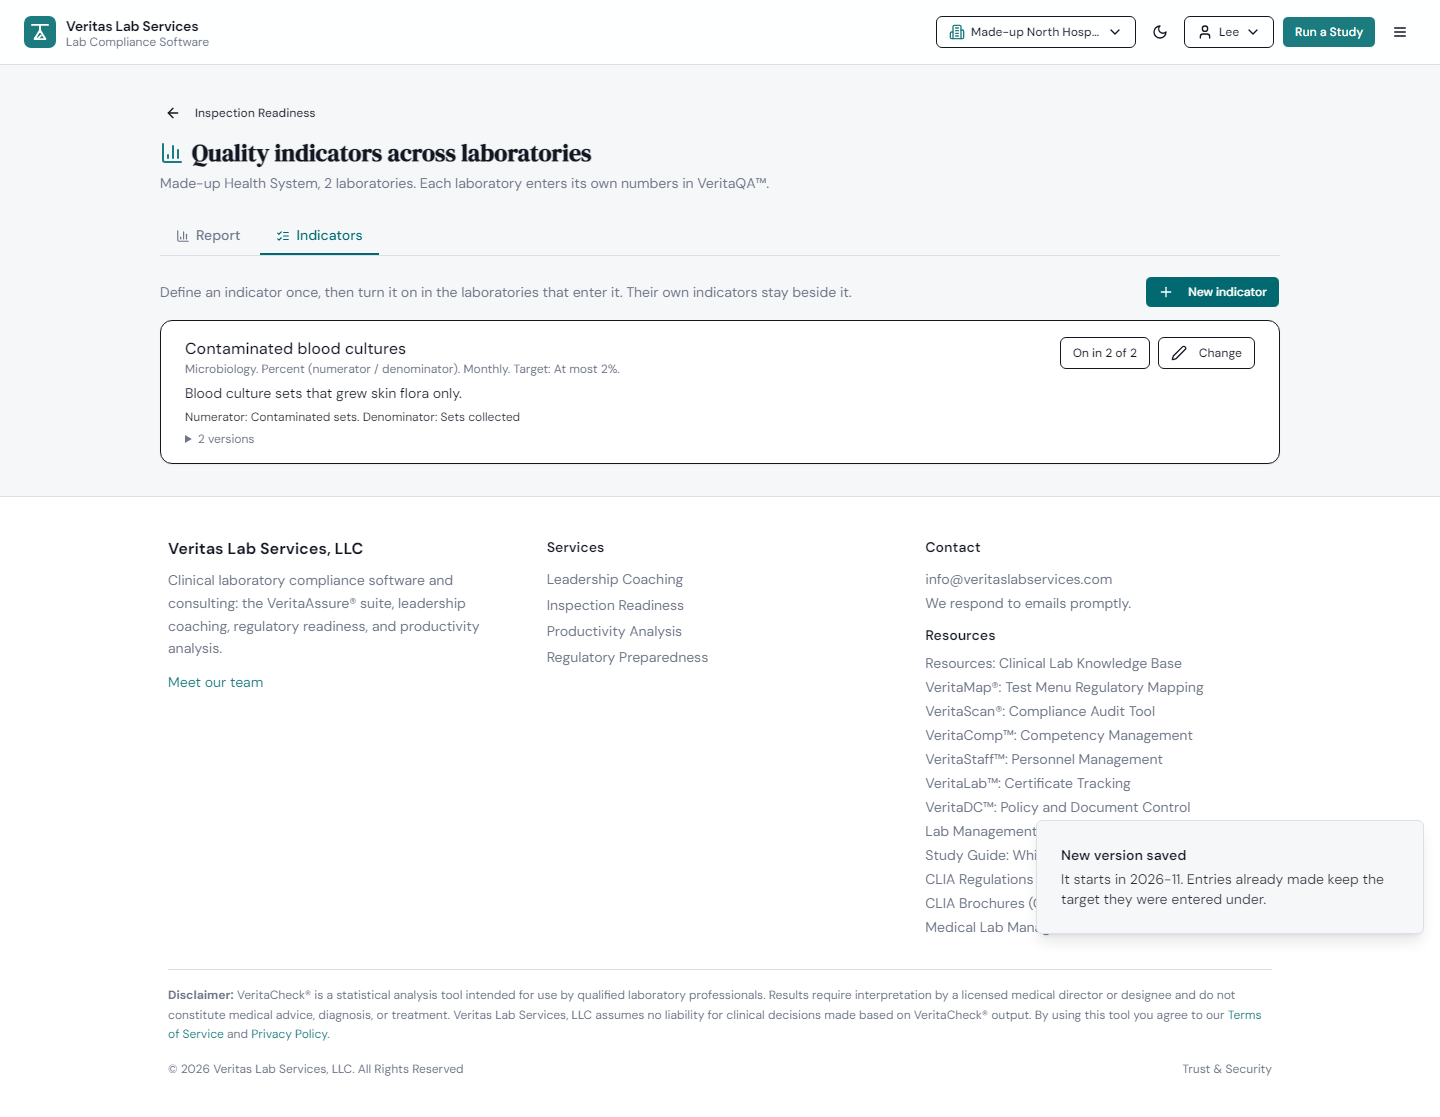 Veritas Lab Services
Lab Compliance Software
Made-up North Hosp...
Lee
Run a Study
Inspection Readiness
Quality indicators across laboratories
Made-up Health System, 2 laboratories. Each laboratory enters its own numbers in VeritaQA™.
Report
Indicators
Define an indicator once, then turn it on in the laboratories that enter it. Their own indicators stay beside it.
New indicator
Contaminated blood cultures
On in 2 of 2
Change
Microbiology. Percent (numerator / denominator). Monthly. Target: At most 2%.
Blood culture sets that grew skin flora only.
Numerator: Contaminated sets. Denominator: Sets collected
2 versions
Veritas Lab Services, LLC
Clinical laboratory compliance software and
consulting: the VeritaAssure® suite, leadership
coaching, regulatory readiness, and productivity
analysis.
Meet our team
Services
Leadership Coaching
Inspection Readiness
Productivity Analysis
Regulatory Preparedness
Contact
info@veritaslabservices.com
We respond to emails promptly.
Resources
Resources: Clinical Lab Knowledge Base
VeritaMap®: Test Menu Regulatory Mapping
VeritaScan®: Compliance Audit Tool
VeritaComp™: Competency Management
VeritaStaff™: Personnel Management
VeritaLab™: Certificate Tracking
VeritaDC™: Policy and Document Control
Lab Management
Study Guide:
CLIA Regulations
CLIA Brochures
Medical Lab
New version saved
It starts in 2026-11. Entries already made keep the
target they were entered under.
Disclaimer: VeritaCheck® is a statistical analysis tool intended for use by qualified laboratory professionals. Results require interpretation by a licensed medical director or designee and do not
constitute medical advice, diagnosis, or treatment. Veritas Lab Services, LLC assumes no liability for clinical decisions made based on VeritaCheck® output. By using this tool you agree to our Terms
of Service and Privacy Policy.
© 2026 Veritas Lab Services, LLC. All Rights Reserved
Trust & Security